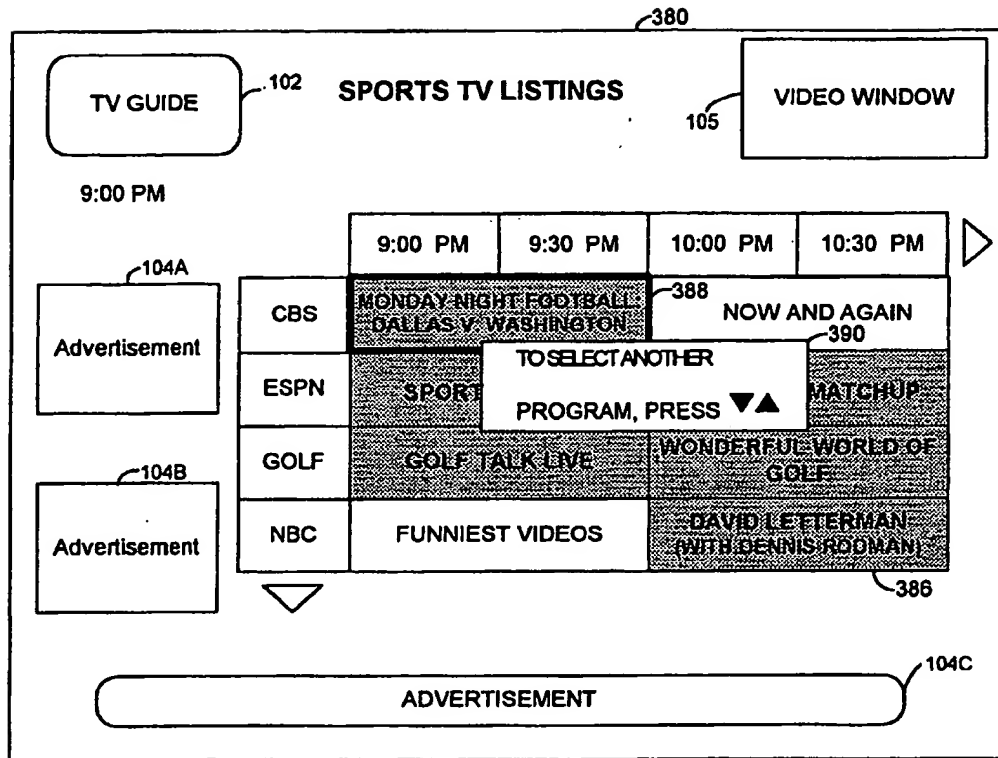 380
TV GUIDE
102
SPORTS TV LISTINGS
105
VIDEO WINDOW
9:00 PM
9:00 PM
9:30 PM
10:00 PM
10:30 PM
104A
Advertisement
CBS
MONDAY NIGHT FOOTBALL:
DALLAS V. WASHINGTON
388
NOW AND AGAIN
390
TO SELECT ANOTHER
PROGRAM, PRESS ▼▲
ESPN
SPORT
MATCHUP
104B
Advertisement
GOLF
GOLF TALK LIVE
WONDERFUL WORLD OF
GOLF
NBC
FUNNIEST VIDEOS
DAVID LETTERMAN
(WITH DENNIS RODMAN)
386
104C
ADVERTISEMENT